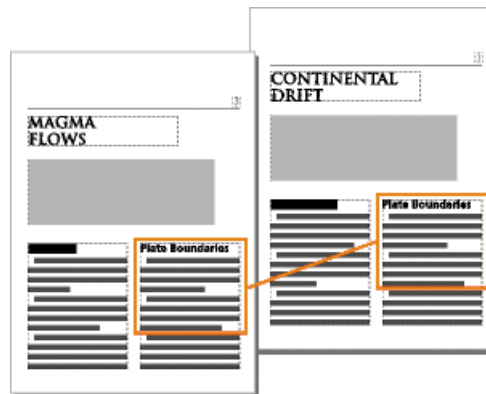 MAGMA
FLOWS
Plate Boundaries
CONTINENTAL
DRIFT
Plate Boundaries